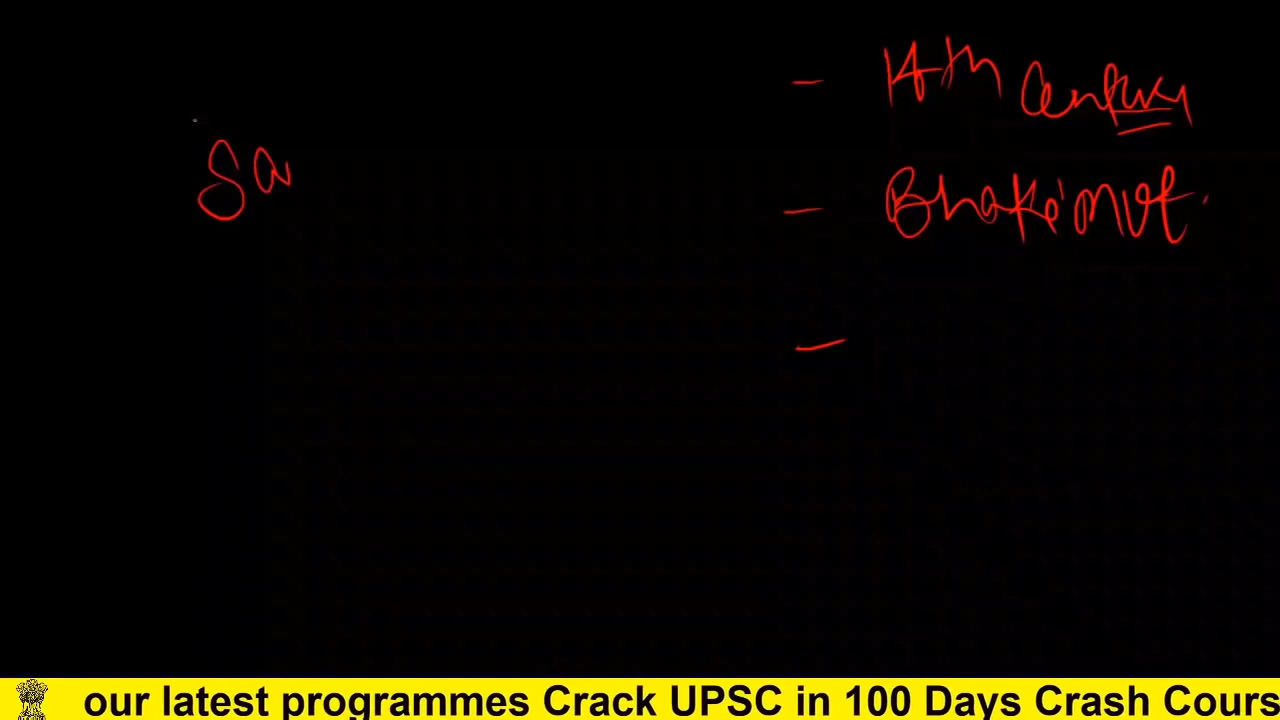 - 14th Century
- Bhakti mvt.
Sa
-
our latest programmes Crack UPSC in 100 Days Crash Cours